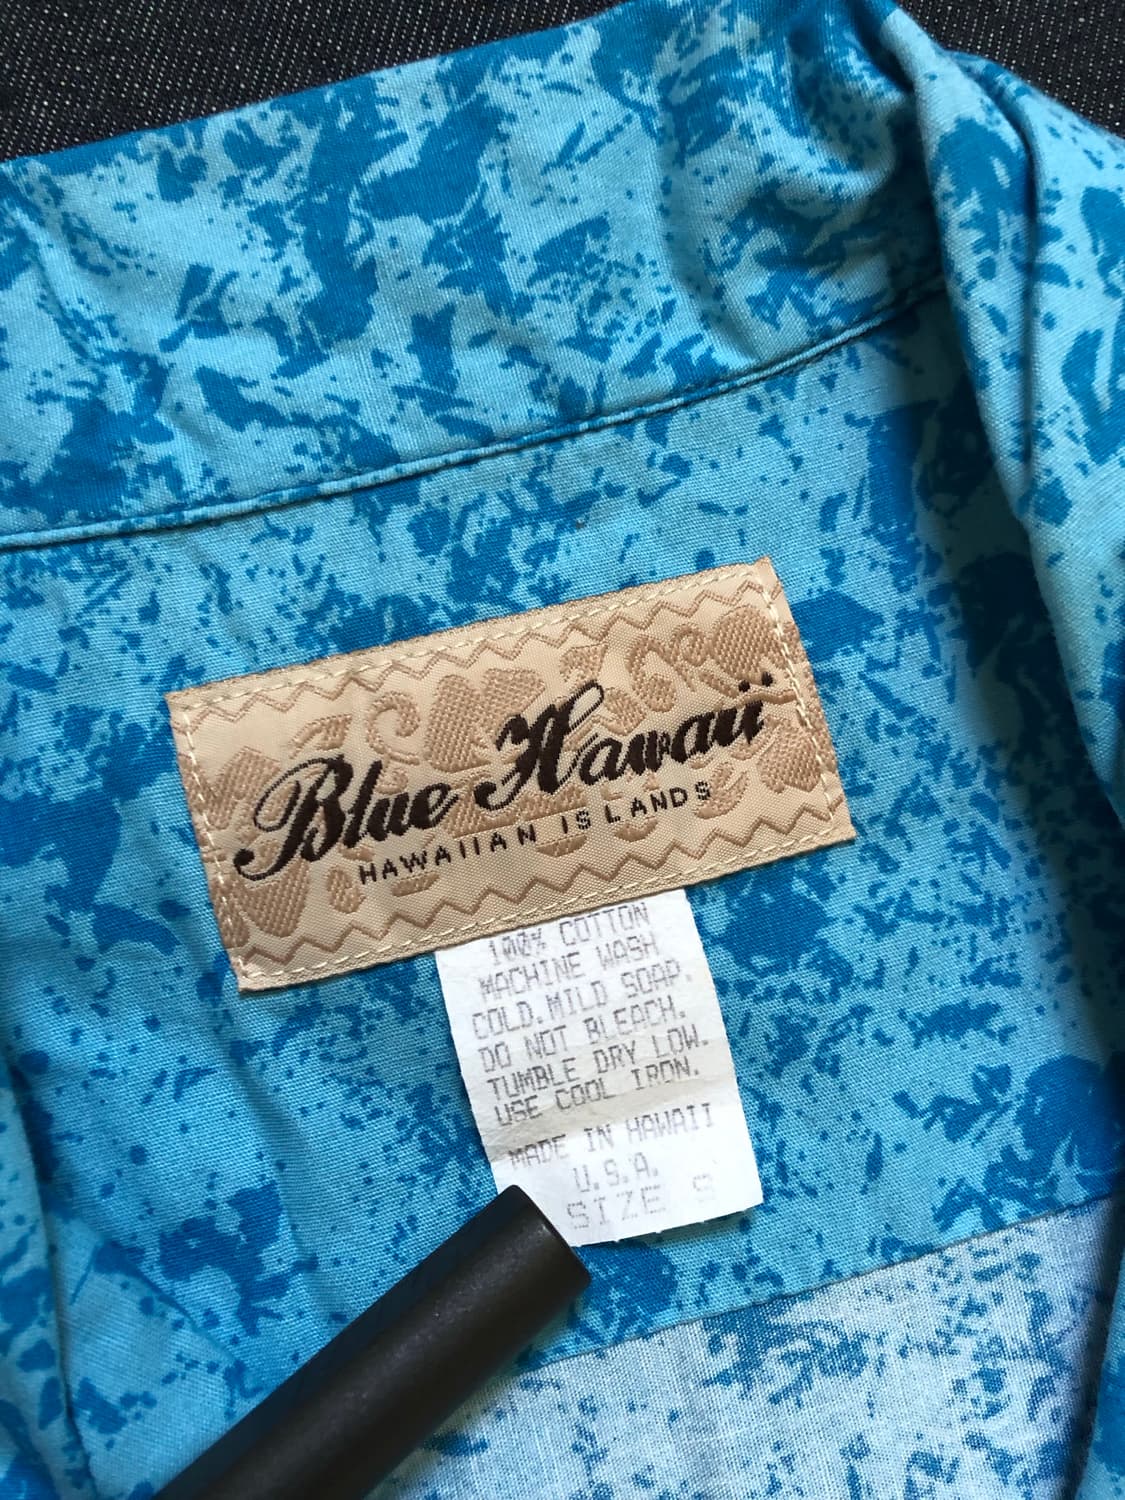 Blue Hawaii
HAWAIIAN ISLANDS
100% COTTON
MACHINE WASH
COLD.MILD SOAP.
DO NOT BLEACH.
TUMBLE DRY LOW.
USE COOL IRON.
MADE IN HAWAII
U.S.A.
SIZE S